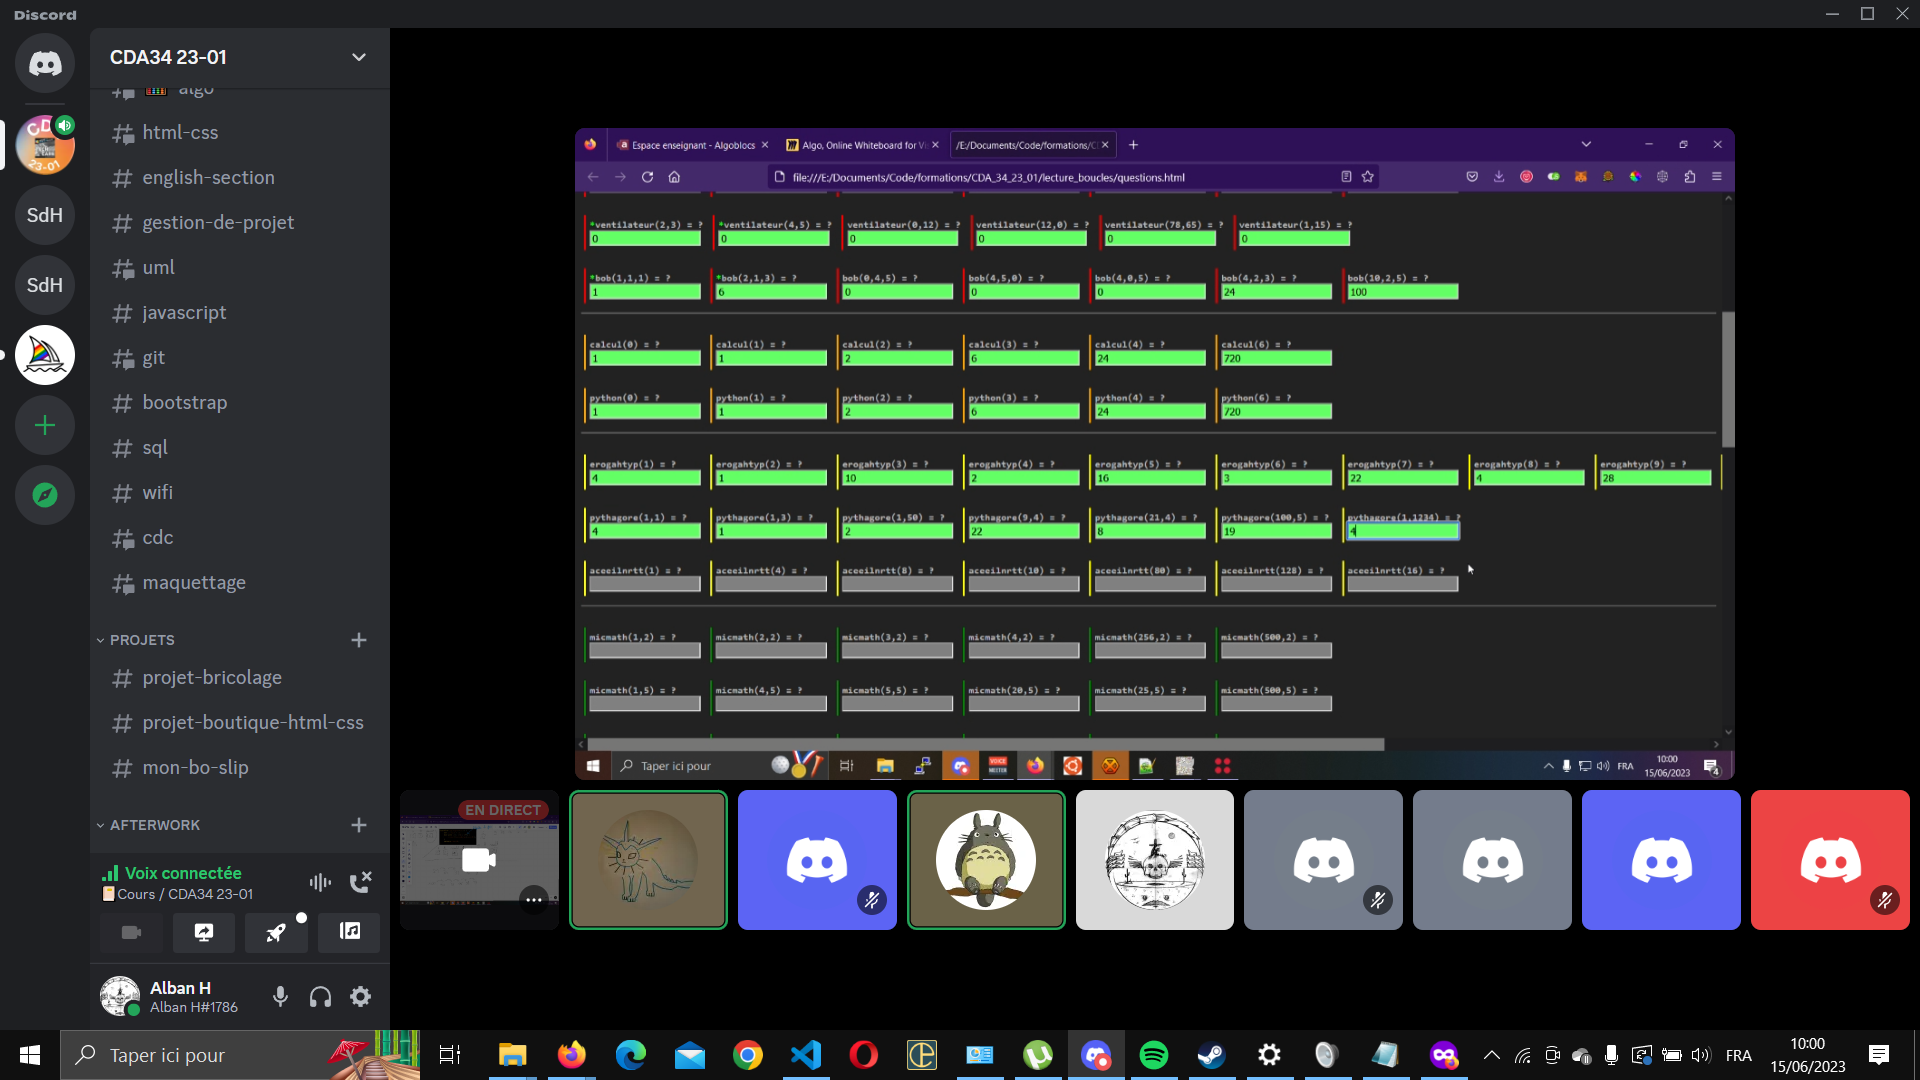 Discord
CDA34 23-01
algo
html-css
english-section
gestion-de-projet
uml
javascript
git
bootstrap
sql
wifi
cdc
maquettage
PROJETS
projet-bricolage
projet-boutique-html-css
mon-bo-slip
AFTERWORK
Voix connectée
Cours / CDA34 23-01
Alban H
Alban H#1786
SdH
SdH
Espace enseignant - Algoblocs
Algo, Online Whiteboard for Vi
/E:/Documents/Code/formations/C
file:///E:/Documents/Code/formations/CDA_34_23_01/lecture_boucles/questions.html
*ventilateur(2,3) = ? *ventilateur(4,5) = ? ventilateur(0,12) = ? ventilateur(12,0) = ? ventilateur(78,65) = ? ventilateur(1,15) = ?
0 0 0 0 0 0
*bob(1,1,1) = ? *bob(2,1,3) = ? bob(0,4,5) = ? bob(4,5,0) = ? bob(4,0,5) = ? bob(4,2,3) = ? bob(10,2,5) = ?
1 6 0 0 0 24 100
calcul(0) = ? calcul(1) = ? calcul(2) = ? calcul(3) = ? calcul(4) = ? calcul(6) = ?
1 1 2 6 24 720
python(0) = ? python(1) = ? python(2) = ? python(3) = ? python(4) = ? python(6) = ?
1 1 2 6 24 720
erogahtyp(1) = ? erogahtyp(2) = ? erogahtyp(3) = ? erogahtyp(4) = ? erogahtyp(5) = ? erogahtyp(6) = ? erogahtyp(7) = ? erogahtyp(8) = ? erogahtyp(9) = ?
4 1 10 2 16 3 22 4 28
pythagore(1,1) = ? pythagore(1,3) = ? pythagore(1,50) = ? pythagore(9,4) = ? pythagore(21,4) = ? pythagore(100,5) = ? pythagore(1,1234) = ?
4 1 2 22 8 19 4
aceeilnrtt(1) = ? aceeilnrtt(4) = ? aceeilnrtt(8) = ? aceeilnrtt(10) = ? aceeilnrtt(80) = ? aceeilnrtt(128) = ? aceeilnrtt(16) = ?
micmath(1,2) = ? micmath(2,2) = ? micmath(3,2) = ? micmath(4,2) = ? micmath(256,2) = ? micmath(500,2) = ?
micmath(1,5) = ? micmath(4,5) = ? micmath(5,5) = ? micmath(20,5) = ? micmath(25,5) = ? micmath(500,5) = ?
Taper ici pour
FRA
10:00
15/06/2023
4
EN DIRECT
Taper ici pour
FRA
10:00
15/06/2023